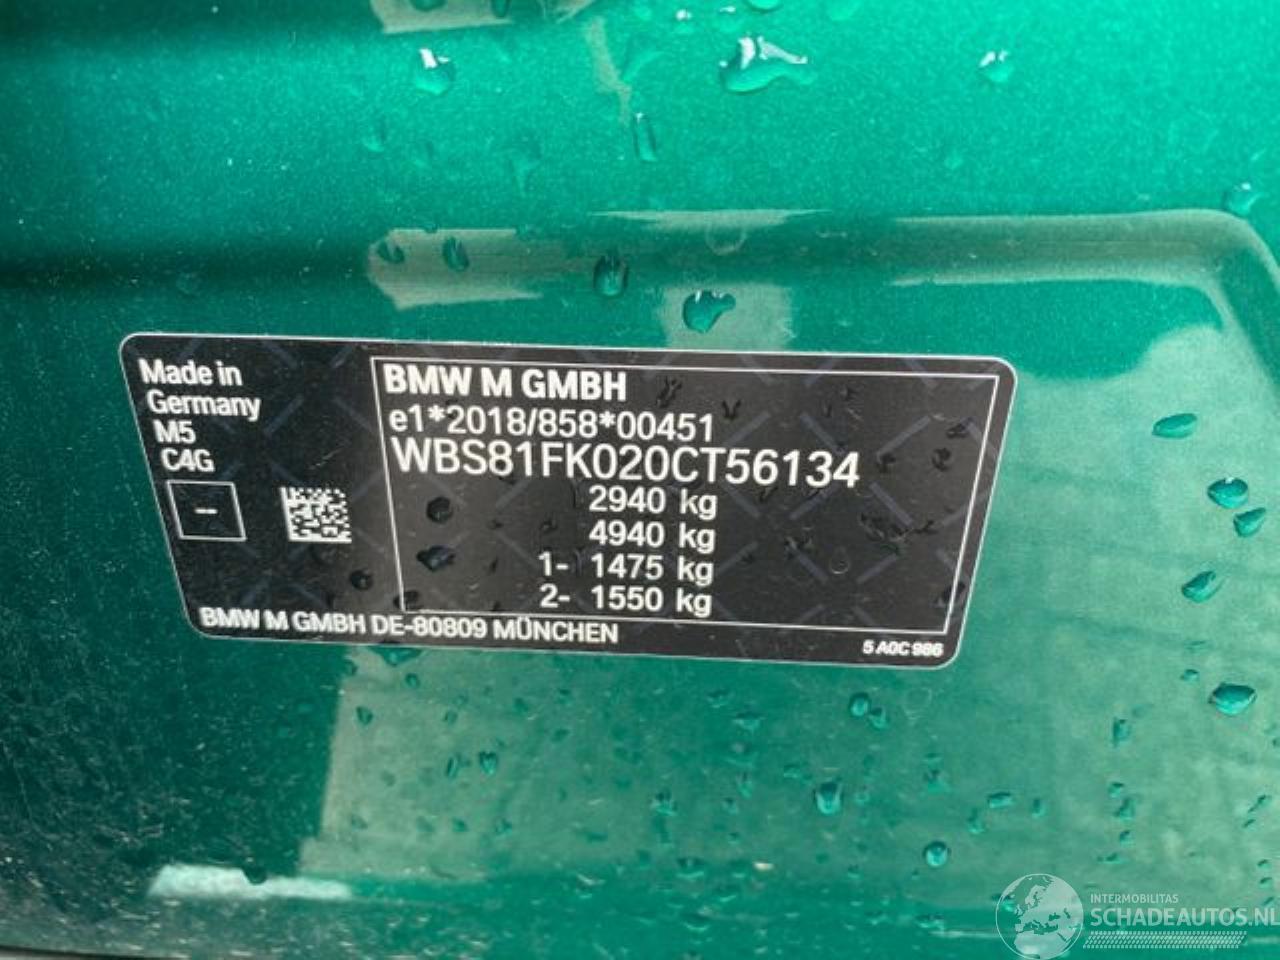 Made in
Germany
M5
C4G
--
BMW M GMBH
e1*2018/858*00451
WBS81FK020CT56134
2940 kg
4940 kg
1- 1475 kg
2- 1550 kg
BMW M GMBH DE-80809 MÜNCHEN
5 A0C 986
INTERMOBILITAS
SCHADEAUTOS.NL